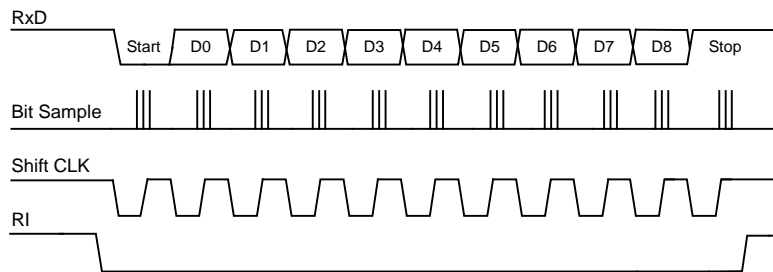 RxD
Start D0 D1 D2 D3 D4 D5 D6 D7 D8 Stop
Bit Sample
Shift CLK
RI